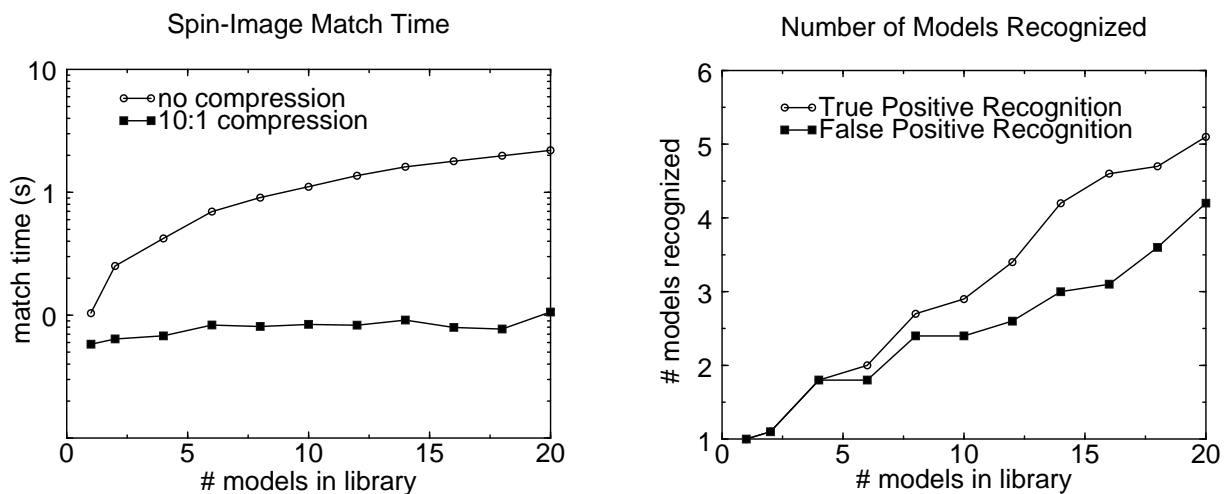 Spin-Image Match Time
10
1
0
match time (s)
no compression
10:1 compression
0
5
10
15
20
# models in library
Number of Models Recognized
6
5
4
3
2
1
# models recognized
True Positive Recognition
False Positive Recognition
0
5
10
15
20
# models in library